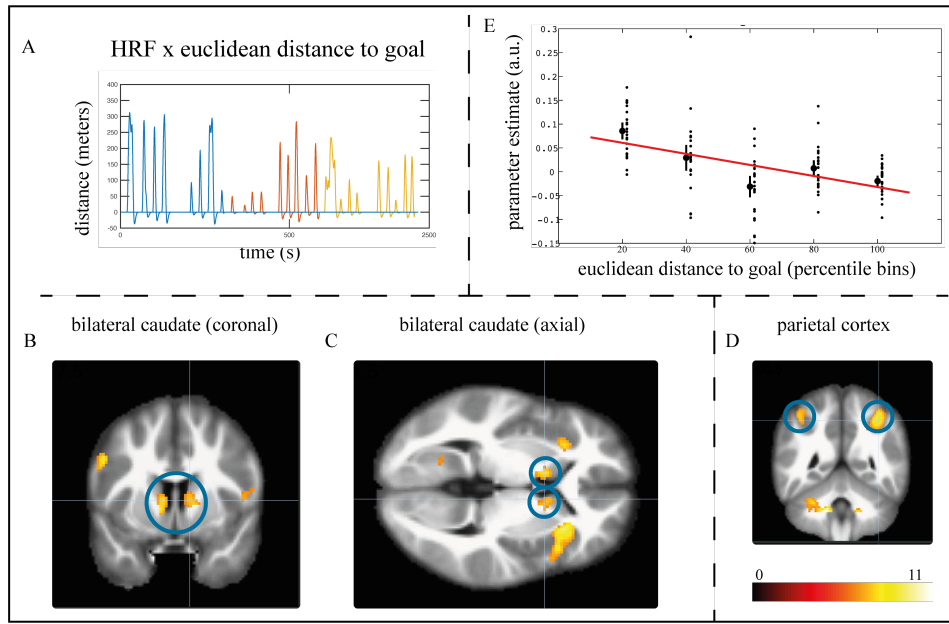 A
HRF x euclidean distance to goal
distance (meters)
400
350
300
250
200
150
100
50
0
-50
0
500
2500
time (s)
E
parameter estimate (a.u.)
0.3
0.25
0.2
0.15
0.1
0.05
0
-0.05
-0.1
-0.15
20
40
60
80
100
120
euclidean distance to goal (percentile bins)
bilateral caudate (coronal)
B
bilateral caudate (axial)
C
parietal cortex
D
0
11